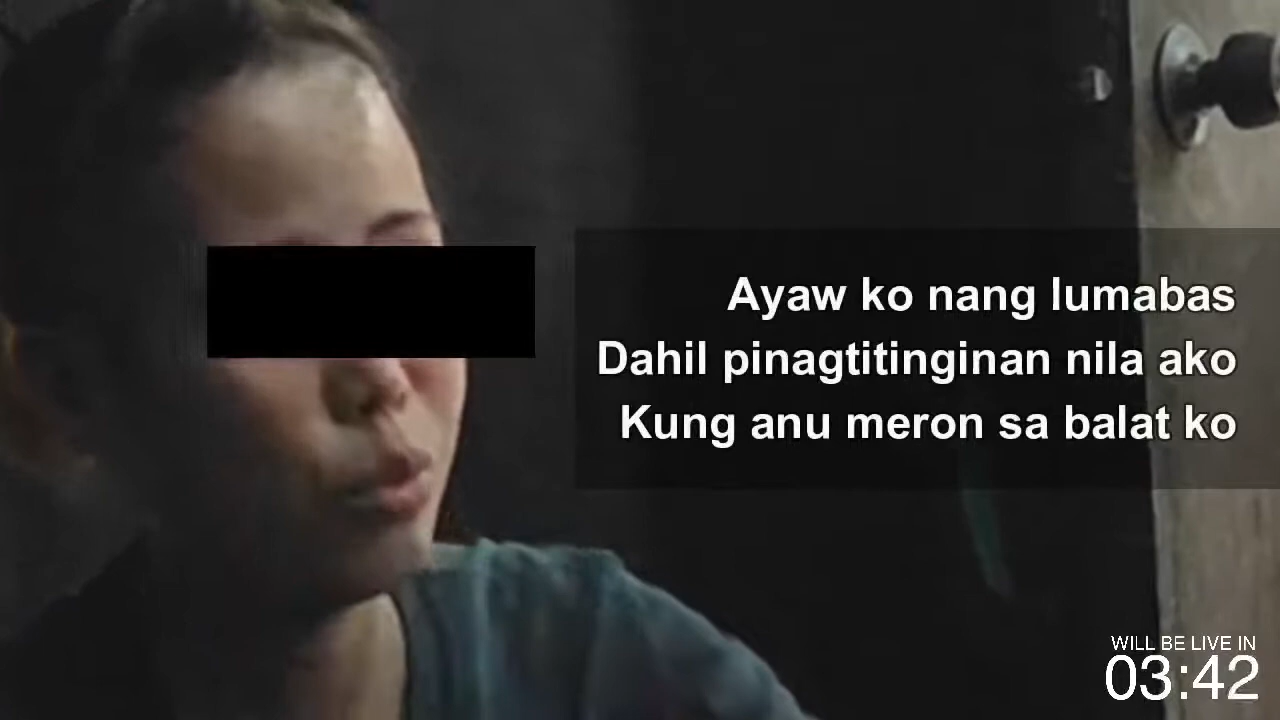 Ayaw ko nang lumabas
Dahil pinagtitinginan nila ako
Kung anu meron sa balat ko
WILL BE LIVE IN
03:42